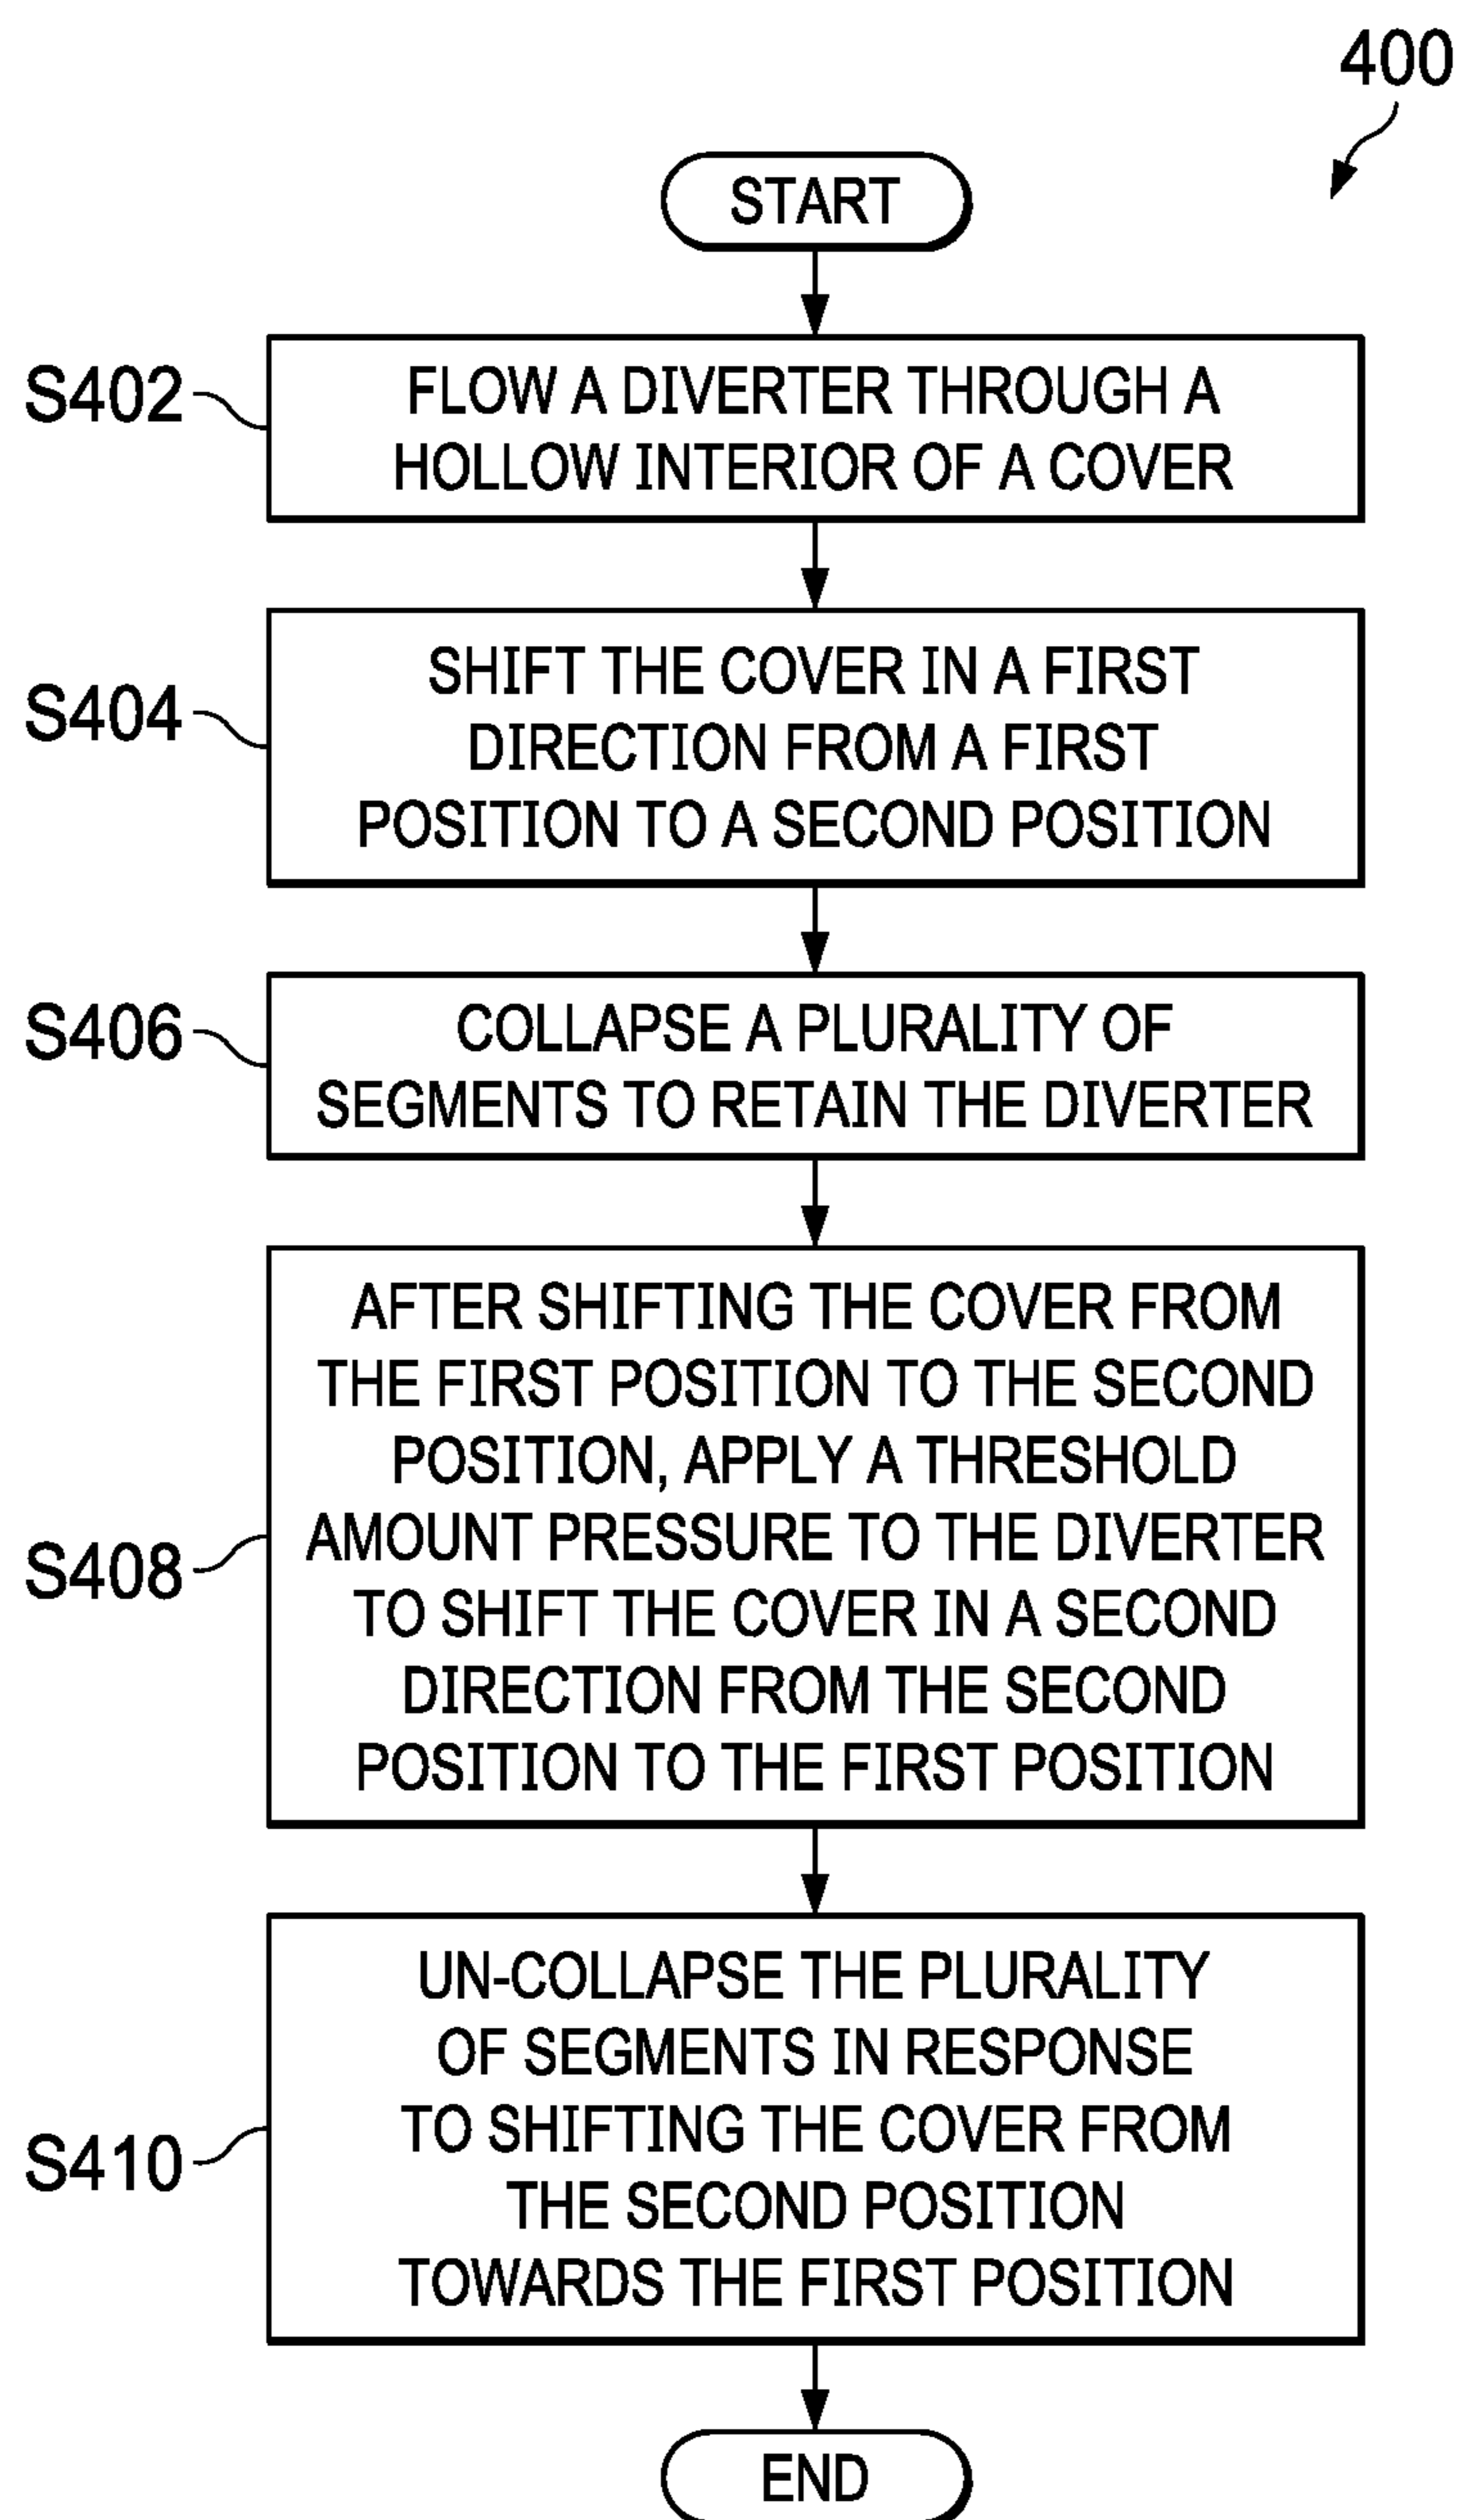 400
START
S402
FLOW A DIVERTER THROUGH A
HOLLOW INTERIOR OF A COVER
S404
SHIFT THE COVER IN A FIRST
DIRECTION FROM A FIRST
POSITION TO A SECOND POSITION
S406
COLLAPSE A PLURALITY OF
SEGMENTS TO RETAIN THE DIVERTER
S408
AFTER SHIFTING THE COVER FROM
THE FIRST POSITION TO THE SECOND
POSITION, APPLY A THRESHOLD
AMOUNT PRESSURE TO THE DIVERTER
TO SHIFT THE COVER IN A SECOND
DIRECTION FROM THE SECOND
POSITION TO THE FIRST POSITION
S410
UN-COLLAPSE THE PLURALITY
OF SEGMENTS IN RESPONSE
TO SHIFTING THE COVER FROM
THE SECOND POSITION
TOWARDS THE FIRST POSITION
END